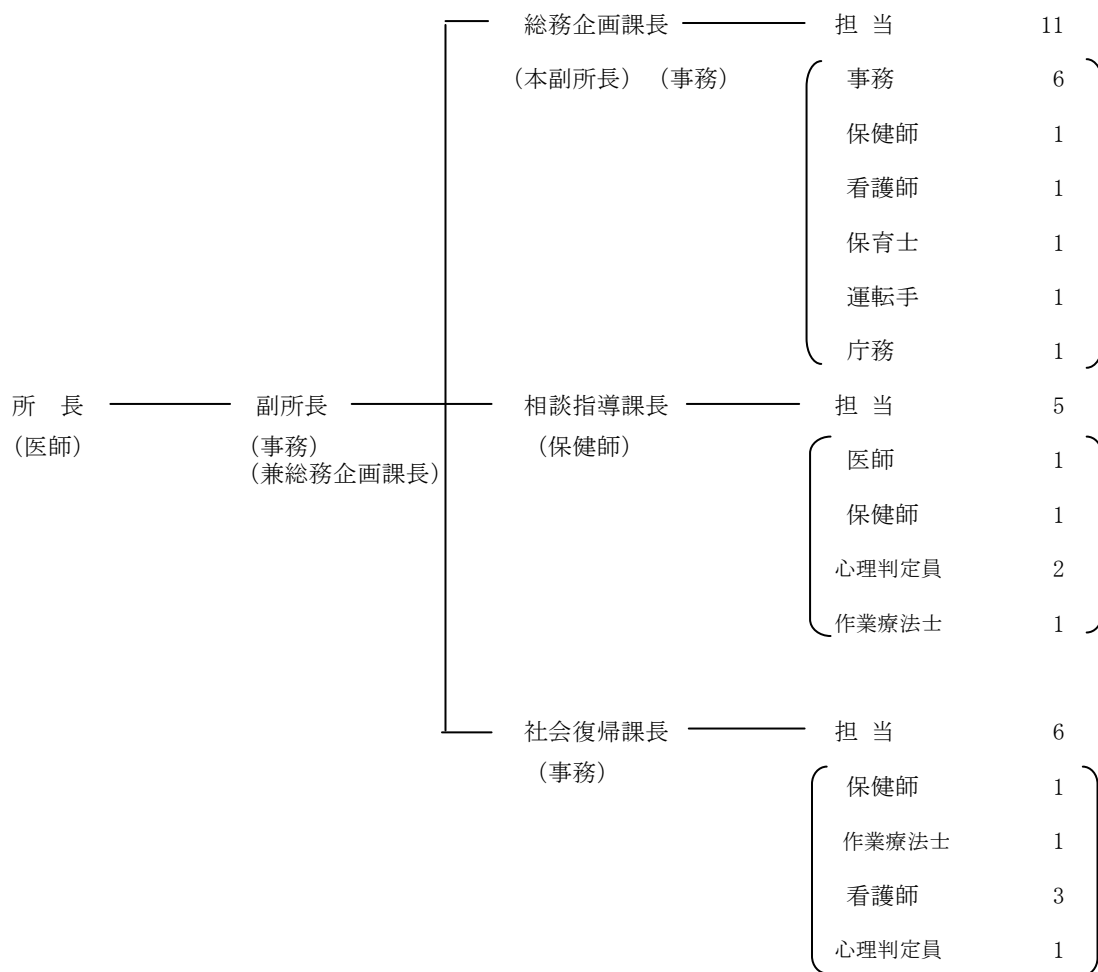 総務企画課長 担 当 11
(本副所長) (事務) 事務 6
保健師 1
看護師 1
保育士 1
運転手 1
庁務 1
所 長 副所長 相談指導課長 担 当 5
(医師) (事務) (保健師) 医師 1
(兼総務企画課長)
保健師 1
心理判定員 2
作業療法士 1
社会復帰課長 担 当 6
(事務) 保健師 1
作業療法士 1
看護師 3
心理判定員 1